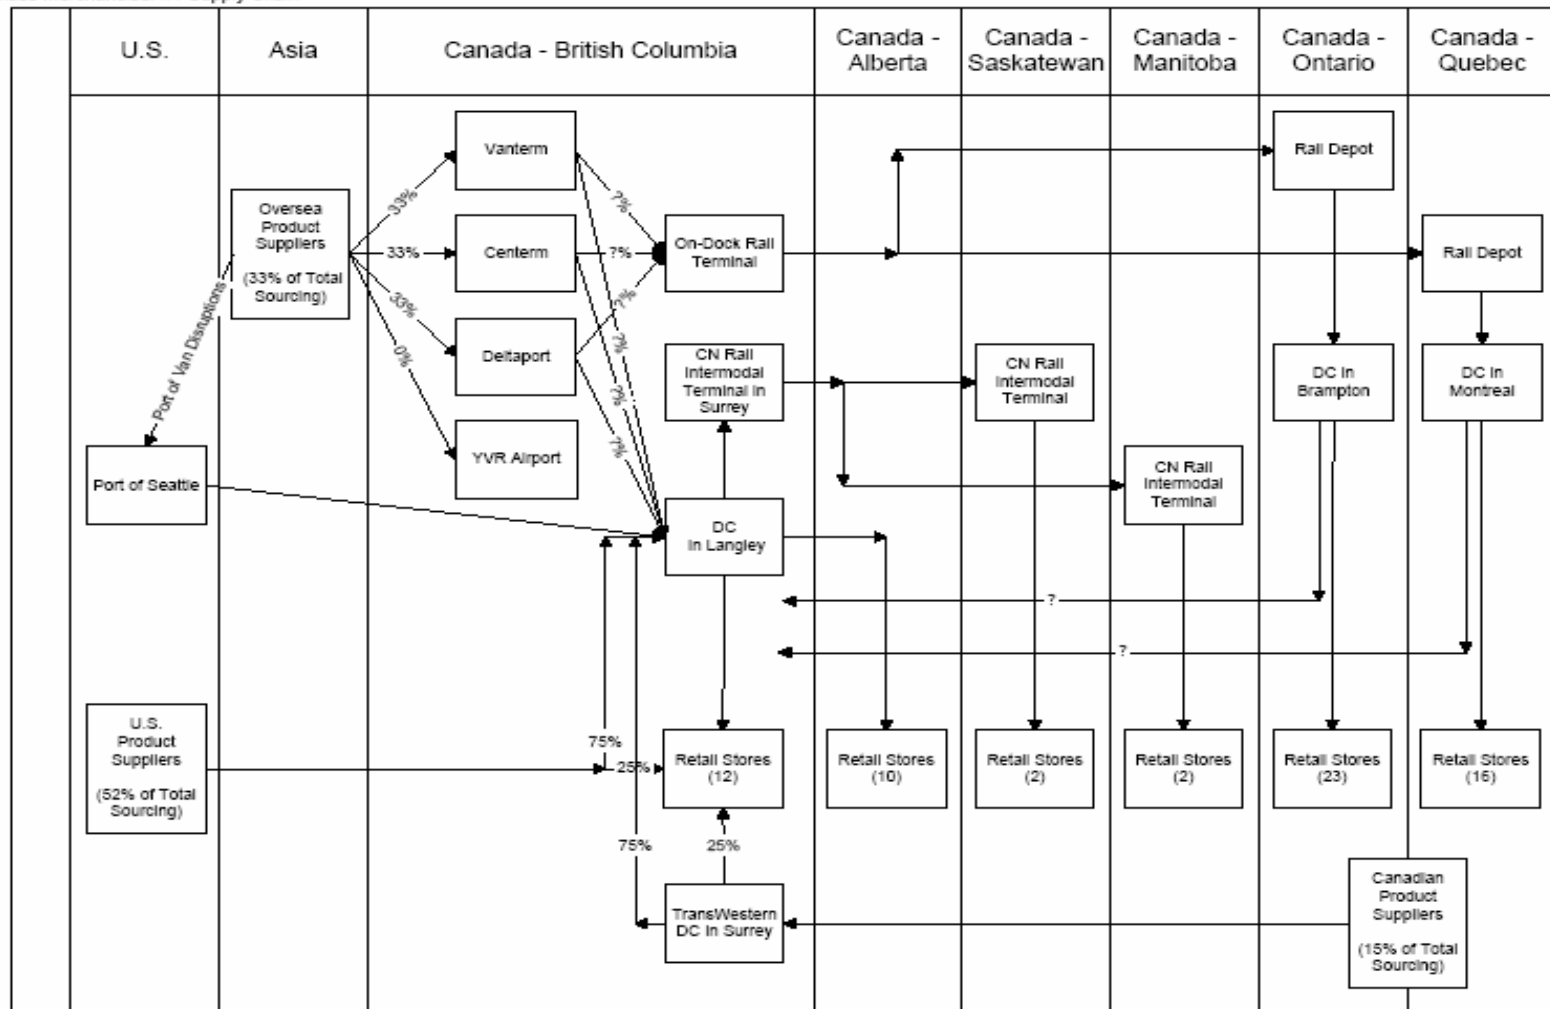 U.S.
Asia
Canada - British Columbia
Canada -
Alberta
Canada -
Saskatewan
Canada -
Manitoba
Canada -
Ontario
Canada -
Quebec
Vanterm
Rail Depot
33%
?%
Oversea
Product
Suppliers
(33% of Total
Sourcing)
33%
Centerm
?%
On-Dock Rail
Terminal
Rail Depot
33%
?%
Port of Van Disruptions
0%
Deltaport
?%
?%
?%
CN Rail
Intermodal
Terminal in
Surrey
CN Rail
Intermodal
Terminal
DC in
Brampton
DC in
Montreal
YVR Airport
Port of Seattle
CN Rail
Intermodal
Terminal
DC
in Langley
?
?
U.S.
Product
Suppliers
(52% of Total
Sourcing)
75%
25%
Retail Stores
(12)
Retail Stores
(10)
Retail Stores
(2)
Retail Stores
(2)
Retail Stores
(23)
Retail Stores
(16)
75%
25%
TransWestern
DC in Surrey
Canadian
Product
Suppliers
(15% of Total
Sourcing)